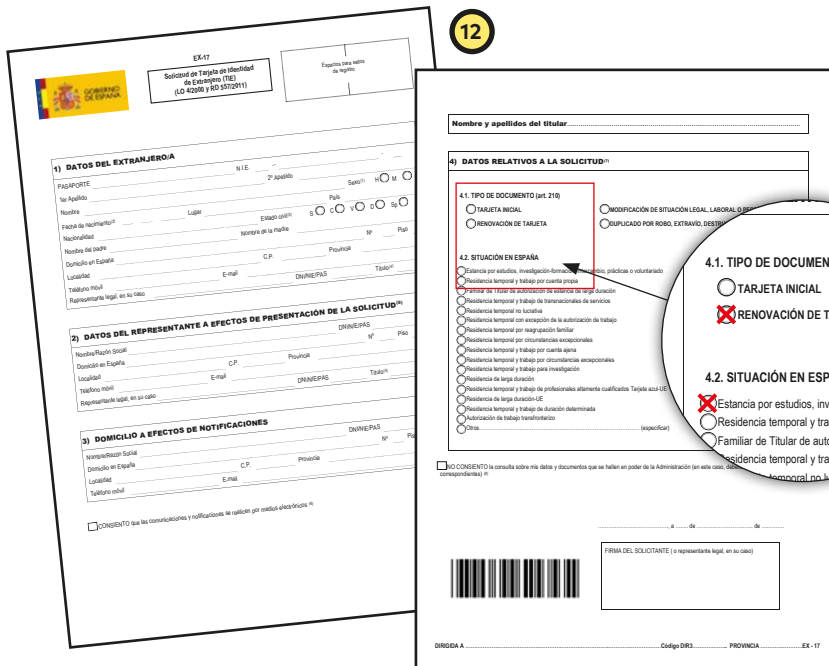 12
EX-17
Solicitud de Tarjeta de Identidad
de Extranjero (TIE)
(LO 4/2000 y RD 557/2011)
Espacios para sellos
de registro
GOBIERNO
DE ESPAÑA
1) DATOS DEL EXTRANJERO/A
PASAPORTE N.I.E.
1er Apellido 2º Apellido
Nombre Sexo(1) H M
Fecha de nacimiento(2) Lugar País
Nacionalidad Estado civil(3) S C V D Sp
Nombre del padre Nombre de la madre
Domicilio en España Nº Piso
Localidad C.P. Provincia
Teléfono móvil E-mail
Representante legal, en su caso DNI/NIE/PAS Título(4)
2) DATOS DEL REPRESENTANTE A EFECTOS DE PRESENTACIÓN DE LA SOLICITUD(5)
Nombre/Razón Social DNI/NIE/PAS
Domicilio en España Nº Piso
Localidad C.P. Provincia
Teléfono móvil E-mail
Representante legal, en su caso DNI/NIE/PAS Título(4)
3) DOMICILIO A EFECTOS DE NOTIFICACIONES
Nombre/Razón Social DNI/NIE/PAS
Domicilio en España Nº
Localidad C.P. Provincia
Teléfono móvil E-mail
CONSIENTO que las comunicaciones y notificaciones se realicen por medios electrónicos (6)
Nombre y apellidos del titular
4) DATOS RELATIVOS A LA SOLICITUD(7)
4.1. TIPO DE DOCUMENTO (art. 210)
TARJETA INICIAL MODIFICACIÓN DE SITUACIÓN LEGAL, LABORAL O
RENOVACIÓN DE TARJETA DUPLICADO POR ROBO, EXTRAVÍO,
4.2. SITUACIÓN EN ESPAÑA
Estancia por estudios, investigación-formación, intercambio, prácticas o voluntariado
Residencia temporal y trabajo por cuenta propia
Familiar de Titular de autorización de estancia de larga duración
Residencia temporal y trabajo de transnacionales de servicios
Residencia temporal no lucrativa
Residencia temporal con excepción de la autorización de trabajo
Residencia temporal por reagrupación familiar
Residencia temporal por circunstancias excepcionales
Residencia temporal y trabajo por cuenta ajena
Residencia temporal y trabajo por circunstancias excepcionales
Residencia temporal y trabajo para investigación
Residencia de larga duración
Residencia temporal y trabajo de profesionales altamente cualificados Tarjeta azul-UE
Residencia de larga duración-UE
Residencia temporal y trabajo de duración determinada
Autorización de trabajo transfronterizo
Otros (especificar)
NO CONSIENTO la consulta sobre mis datos y documentos que se hallen en poder de la Administración (en este caso,
correspondientes) (8)
, a de de
FIRMA DEL SOLICITANTE ( o representante legal, en su caso)
DIRIGIDA A Código DIR3 PROVINCIA EX - 17
4.1. TIPO DE DOCUMEN
TARJETA INICIAL
RENOVACIÓN DE T
4.2. SITUACIÓN EN ESP
Estancia por estudios, inv
Residencia temporal y tra
Familiar de Titular de auto
Residencia temporal y tra
temporal no lu